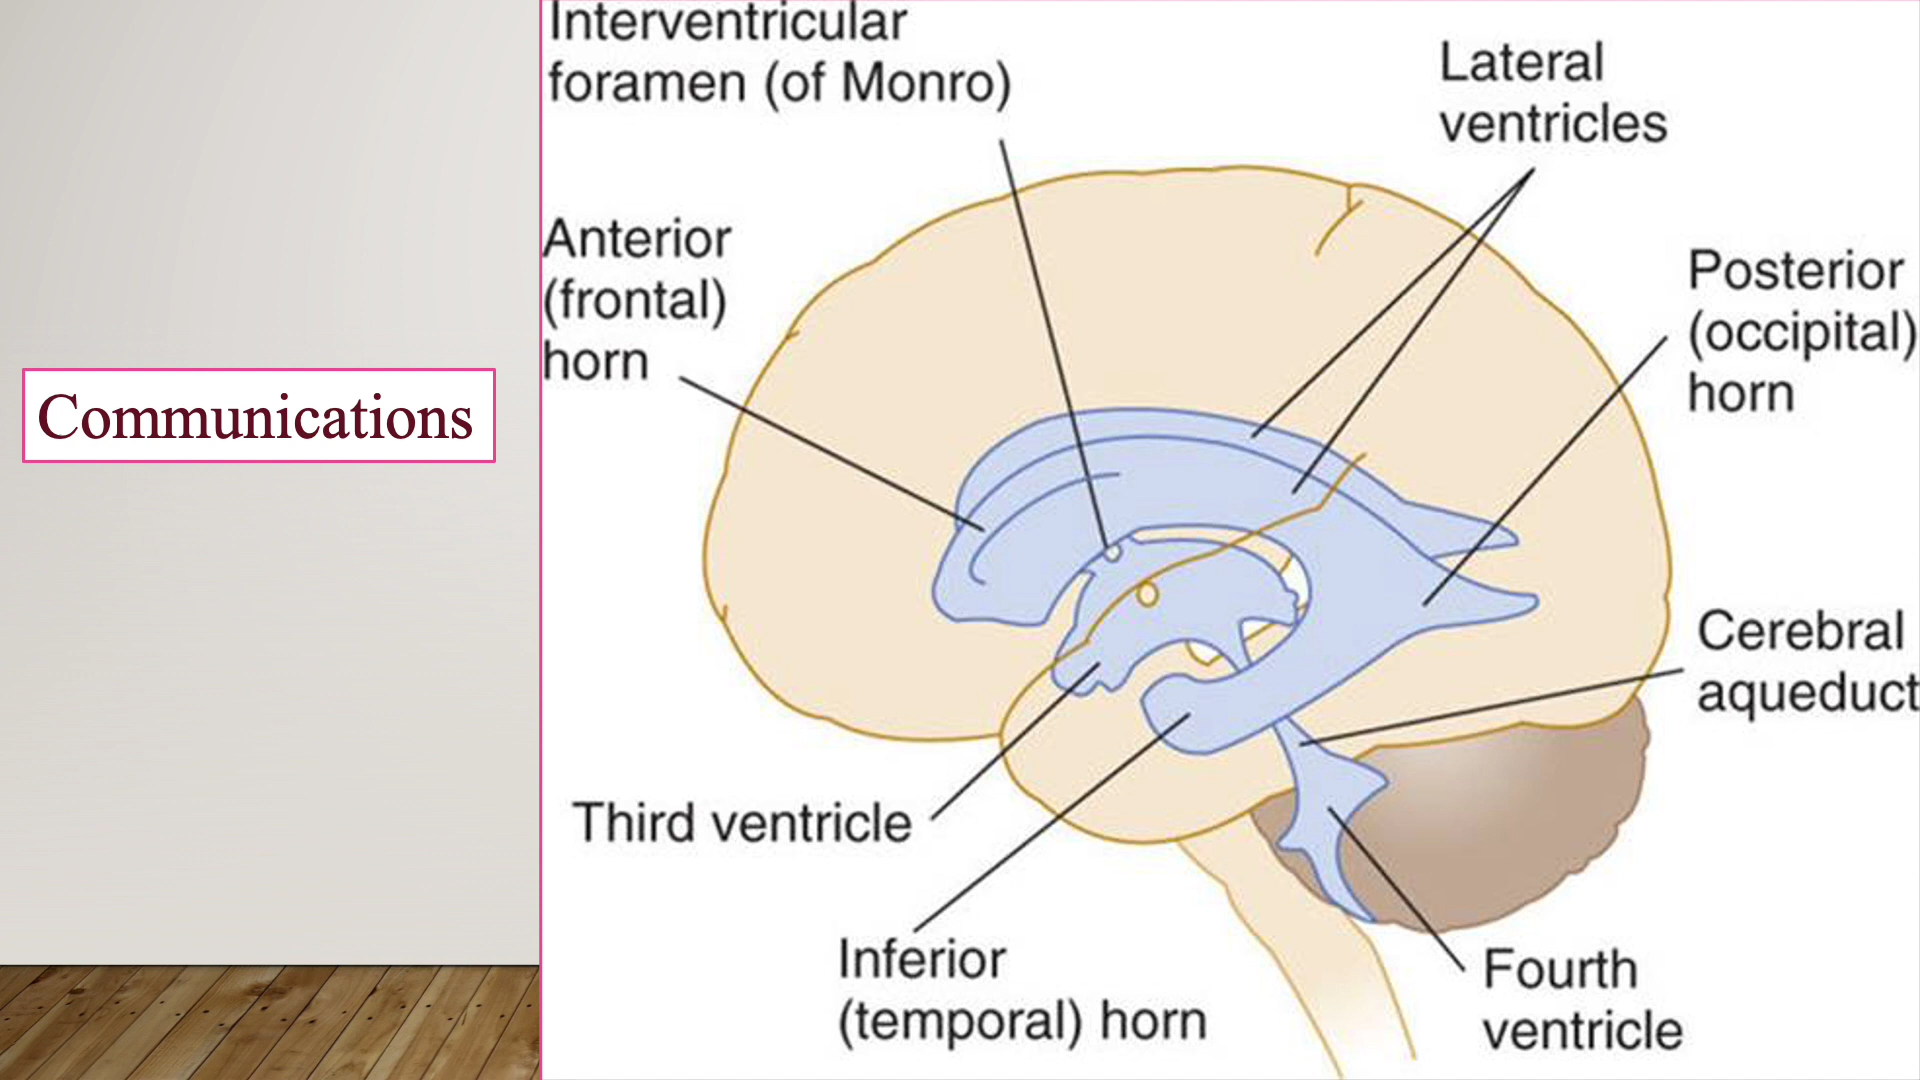 Communications
Interventricular
foramen (of Monro)
Lateral
ventricles
Anterior
(frontal)
horn
Posterior
(occipital)
horn
Cerebral
aqueduct
Third ventricle
Inferior
(temporal) horn
Fourth
ventricle